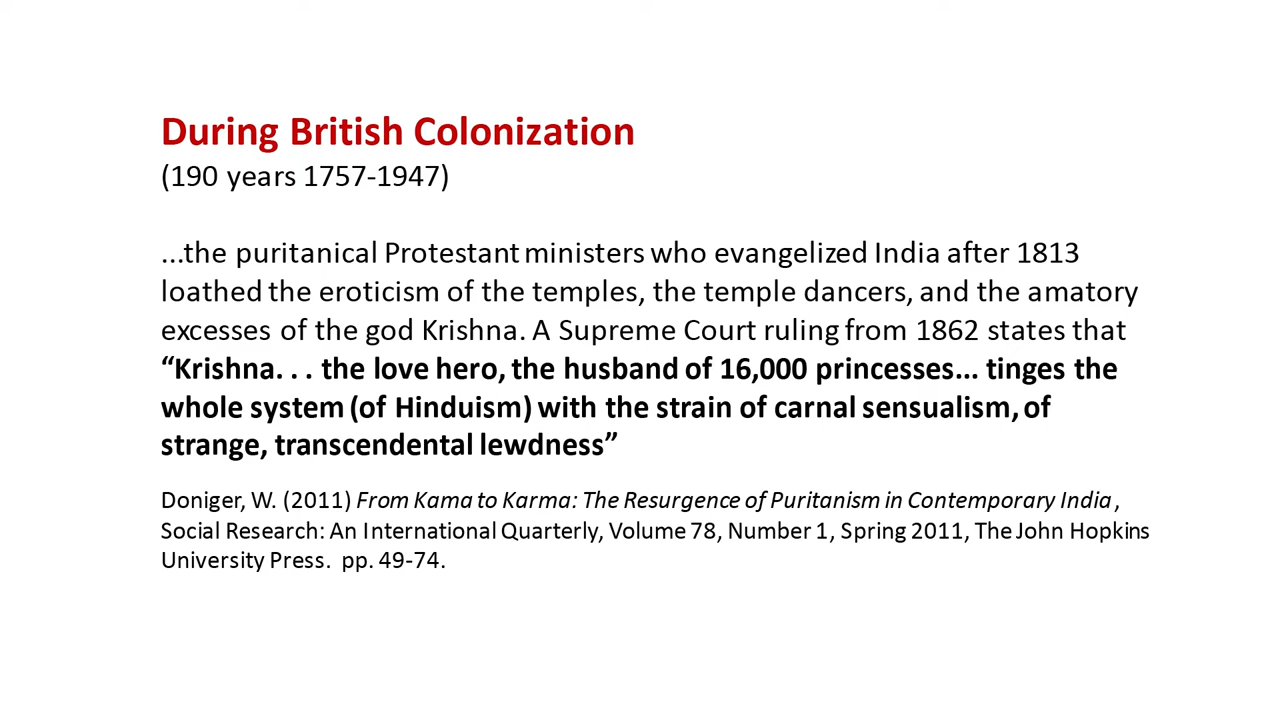 During British Colonization
(190 years 1757-1947)
...the puritanical Protestant ministers who evangelized India after 1813
loathed the eroticism of the temples, the temple dancers, and the amatory
excesses of the god Krishna. A Supreme Court ruling from 1862 states that
“Krishna. . . the love hero, the husband of 16,000 princesses... tinges the
whole system (of Hinduism) with the strain of carnal sensualism, of
strange, transcendental lewdness”
Doniger, W. (2011) From Kama to Karma: The Resurgence of Puritanism in Contemporary India,
Social Research: An International Quarterly, Volume 78, Number 1, Spring 2011, The John Hopkins
University Press. pp. 49-74.